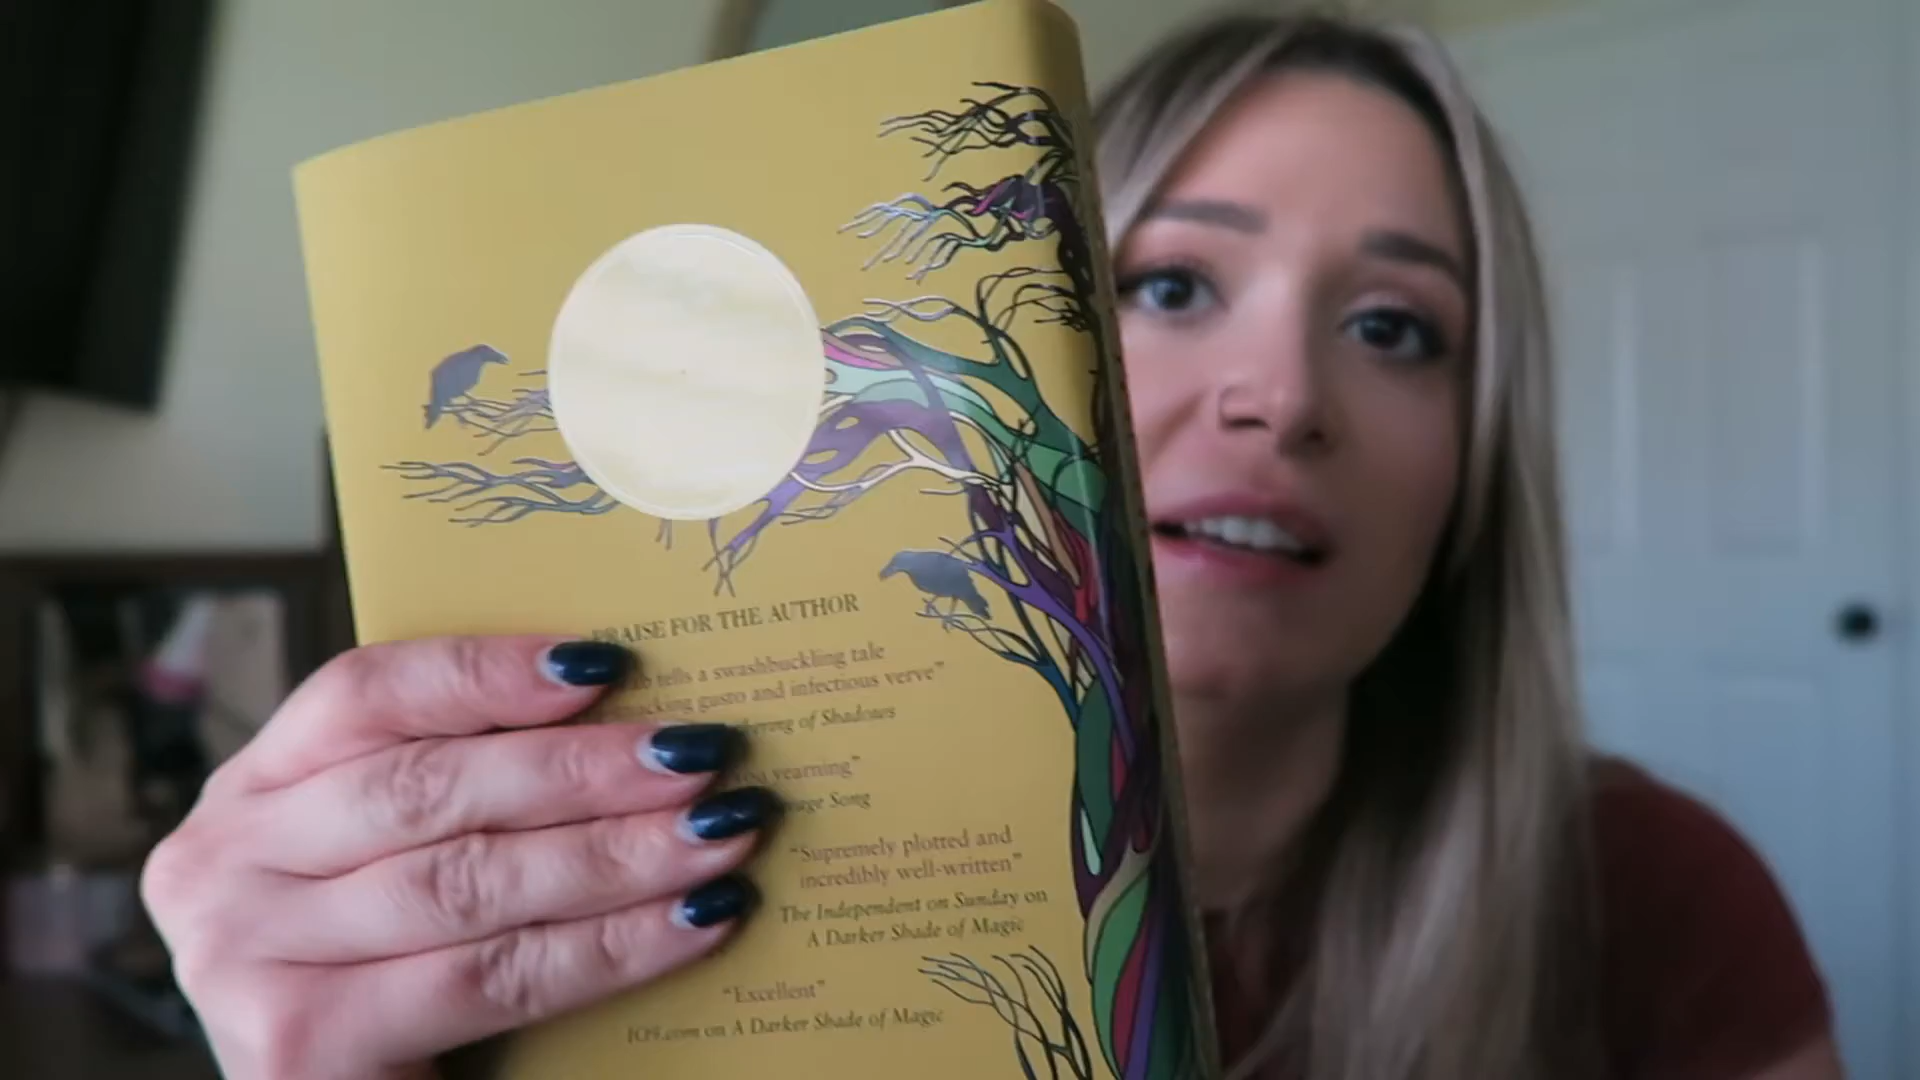 PRAISE FOR THE AUTHOR
tells a swashbuckling tale
gusto and infectious verve”
of Shadows
yearning”
Song
“Supremely plotted and
incredibly well-written”
The Independent on Sunday on
A Darker Shade of Magic
“Excellent”
IO9.com on A Darker Shade of Magic